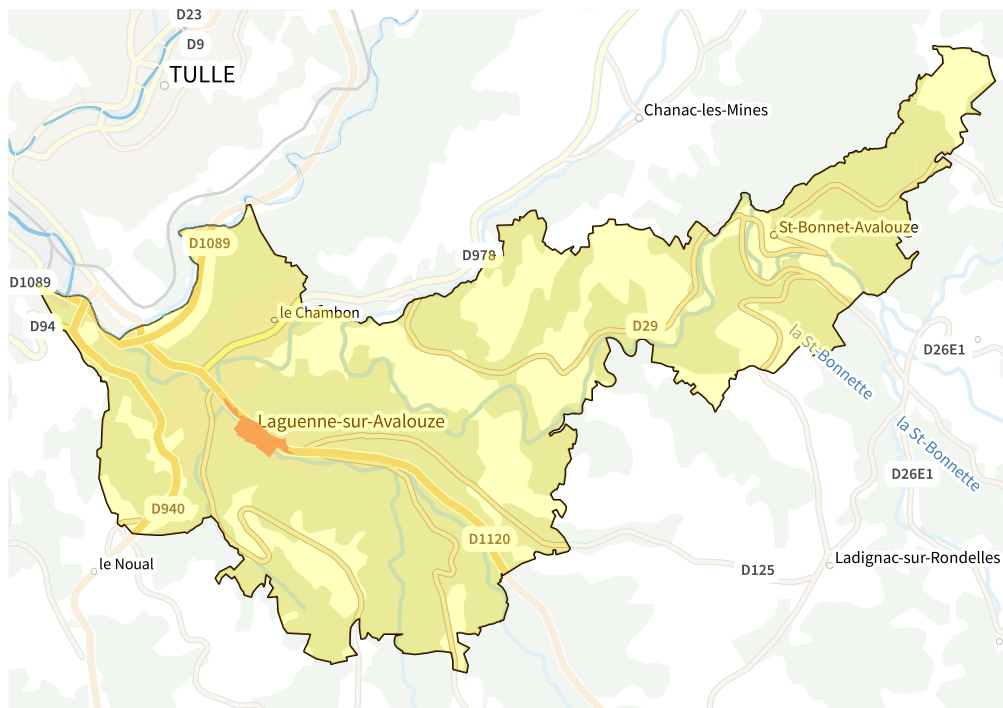 D23
D9
TULLE
Chanac-les-Mines
St-Bonnet-Avalouze
D1089
D978
D1089
le Chambon
D94
D29
la St-Bonnette
D26E1
Laguenne-sur-Avalouze
la St-Bonnette
D26E1
D940
D1120
le Noual
D125
Ladignac-sur-Rondelles